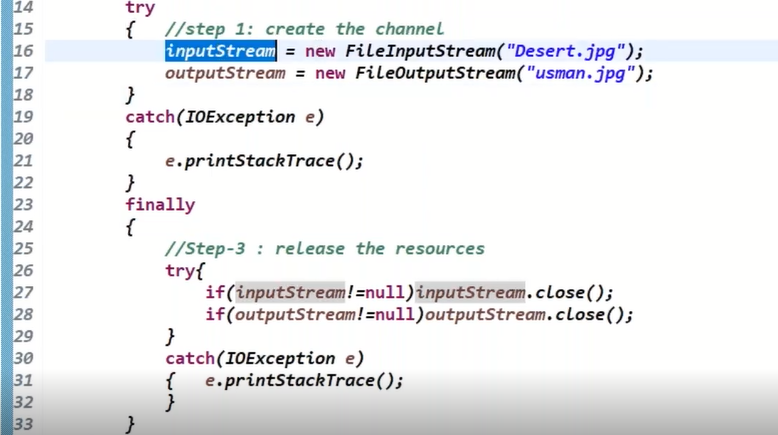 14 try
15 { //step 1: create the channel
16 inputStream = new FileInputStream("Desert.jpg");
17 outputStream = new FileOutputStream("usman.jpg");
18 }
19 catch(IOException e)
20 {
21 e.printStackTrace();
22 }
23 finally
24 {
25 //Step-3 : release the resources
26 try{
27 if(inputStream!=null)inputStream.close();
28 if(outputStream!=null)outputStream.close();
29 }
30 catch(IOException e)
31 { e.printStackTrace();
32 }
33 }